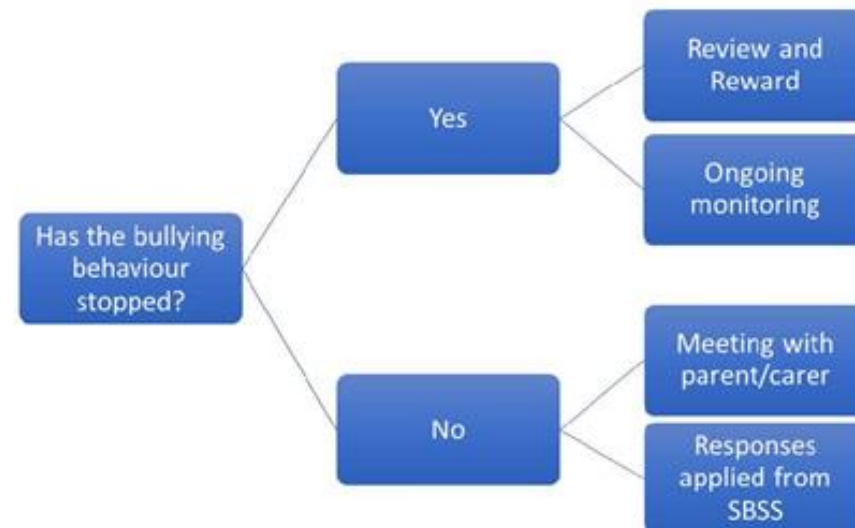 Has the bullying
behaviour
stopped?
Yes
Review and
Reward
Ongoing
monitoring
No
Meeting with
parent/carer
Responses
applied from
SBSS